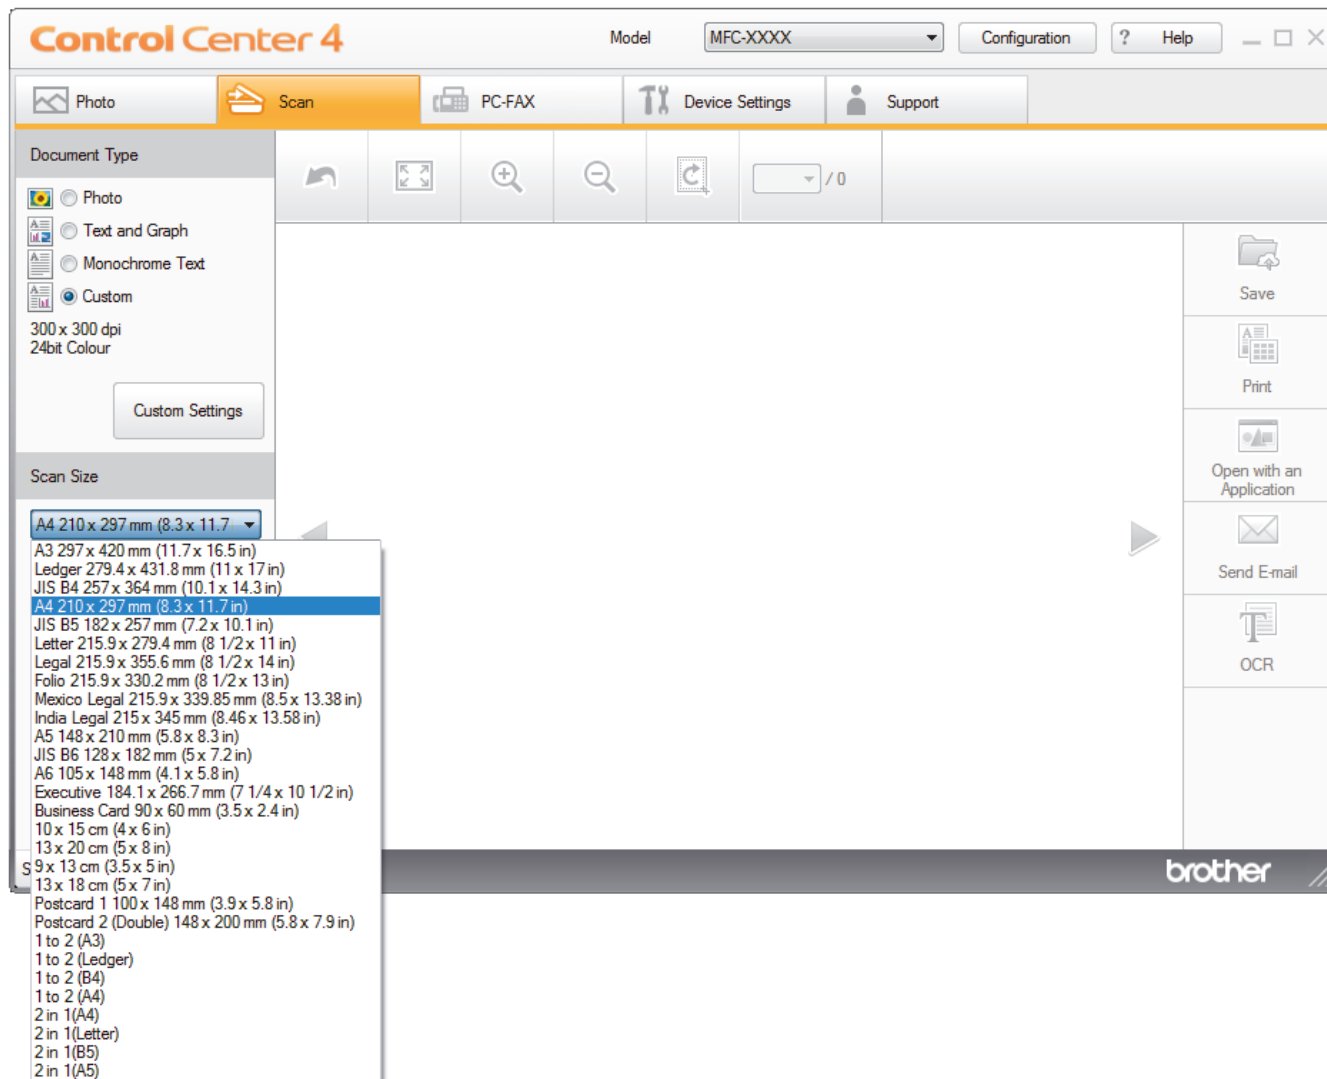 Control Center 4
Model
MFC-XXXX
Configuration
? Help
Photo
Scan
PC-FAX
Device Settings
Support
Document Type
Photo
Text and Graph
Monochrome Text
Custom
300 x 300 dpi
24bit Colour
Custom Settings
/ 0
Scan Size
A4 210 x 297 mm (8.3 x 11.7
A3 297 x 420 mm (11.7 x 16.5 in)
Ledger 279.4 x 431.8 mm (11 x 17 in)
JIS B4 257 x 364 mm (10.1 x 14.3 in)
A4 210 x 297 mm (8.3 x 11.7 in)
JIS B5 182 x 257 mm (7.2 x 10.1 in)
Letter 215.9 x 279.4 mm (8 1/2 x 11 in)
Legal 215.9 x 355.6 mm (8 1/2 x 14 in)
Folio 215.9 x 330.2 mm (8 1/2 x 13 in)
Mexico Legal 215.9 x 339.85 mm (8.5 x 13.38 in)
India Legal 215 x 345 mm (8.46 x 13.58 in)
A5 148 x 210 mm (5.8 x 8.3 in)
JIS B6 128 x 182 mm (5 x 7.2 in)
A6 105 x 148 mm (4.1 x 5.8 in)
Executive 184.1 x 266.7 mm (7 1/4 x 10 1/2 in)
Business Card 90 x 60 mm (3.5 x 2.4 in)
10 x 15 cm (4 x 6 in)
13 x 20 cm (5 x 8 in)
9 x 13 cm (3.5 x 5 in)
13 x 18 cm (5 x 7 in)
Postcard 1 100 x 148 mm (3.9 x 5.8 in)
Postcard 2 (Double) 148 x 200 mm (5.8 x 7.9 in)
1 to 2 (A3)
1 to 2 (Ledger)
1 to 2 (B4)
1 to 2 (A4)
2 in 1(A4)
2 in 1(Letter)
2 in 1(B5)
2 in 1(A5)
Save
Print
Open with an
Application
Send E-mail
OCR
brother